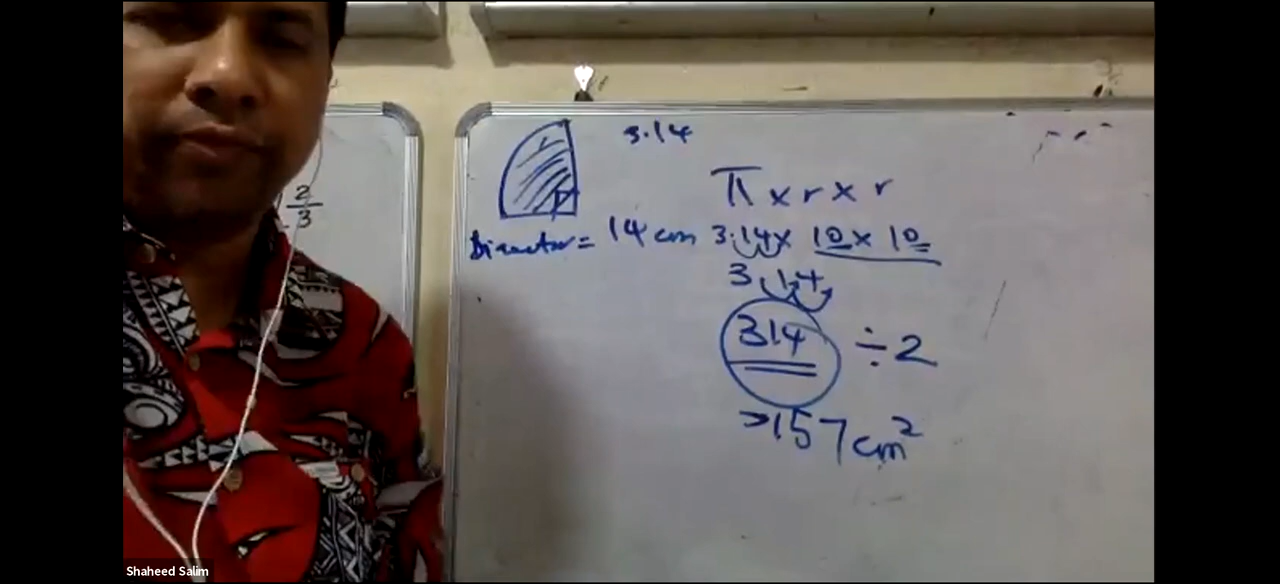 2
3
3.14
π x r x r
Diameter = 14 cm
3.14 x 10 x 10
3.14
314 ÷ 2
157 cm²
Shaheed Salim